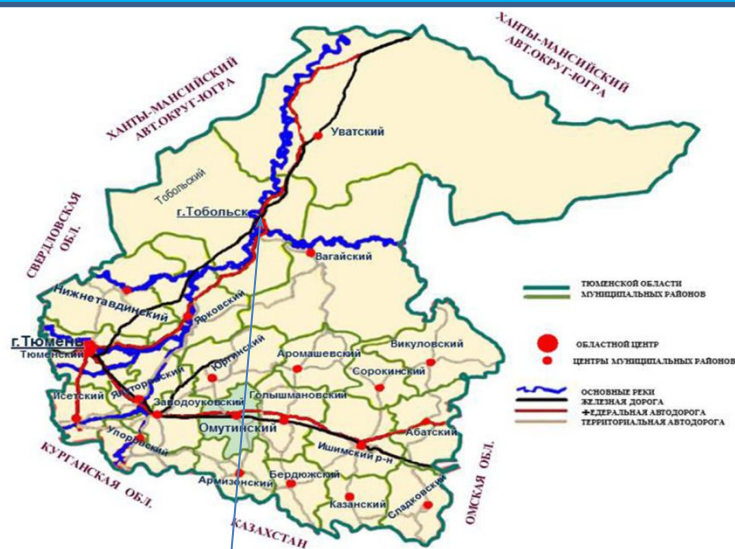 ХАНТЫ-МАНСИЙСКИЙ
АВТ.ОКРУГ-ЮГРА
ХАНТЫ-МАНСИЙСКИЙ
АВТ.ОКРУГ-ЮГРА
Уватский
Тобольский
г.Тобольск
СВЕРДЛОВСКАЯ
ОБЛ.
Вагайский
Нижнетавдинский
Ярковский
г.Тюмень
Тюменский
Юргинский
Аромашевский
Викуловский
Сорокинский
Исетский
Ялуторовский
Заводоуковский
Голышмановский
Омутинский
Упоровский
Абатский
Ишимский р-н
Армизонский
Бердюжский
Казанский
Сладковский
КУРГАНСКАЯ ОБЛ.
КАЗАХСТАН
ОМСКАЯ ОБЛ.
ТЮМЕНСКОЙ ОБЛАСТИ
МУНИЦИПАЛЬНЫХ РАЙОНОВ
ОБЛАСТНОЙ ЦЕНТР
ЦЕНТРЫ МУНИЦИПАЛЬНЫХ РАЙОНОВ
ОСНОВНЫЕ РЕКИ
ЖЕЛЕЗНАЯ ДОРОГА
ФЕДЕРАЛЬНАЯ АВТОДОРОГА
ТЕРРИТОРИАЛЬНАЯ АВТОДОРОГА